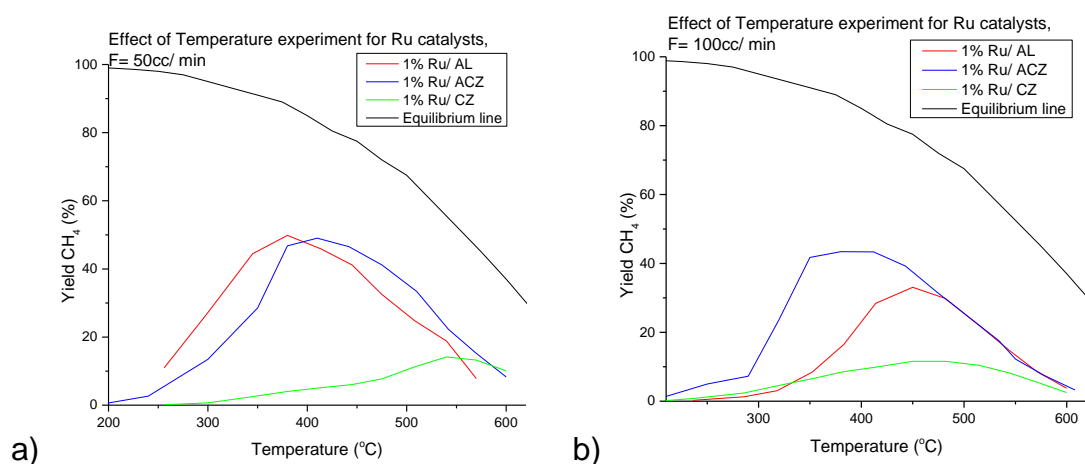 Effect of Temperature experiment for Ru catalysts,
F= 50cc/ min
1% Ru/ AL
1% Ru/ ACZ
1% Ru/ CZ
Equilibrium line
Yield CH4 (%)
100
80
60
40
20
0
200 300 400 500 600
Temperature (oC)
a)
Effect of Temperature experiment for Ru catalysts,
F= 100cc/ min
1% Ru/ AL
1% Ru/ ACZ
1% Ru/ CZ
Equilibrium line
Yield CH4 (%)
100
80
60
40
20
0
300 400 500 600
Temperature (oC)
b)